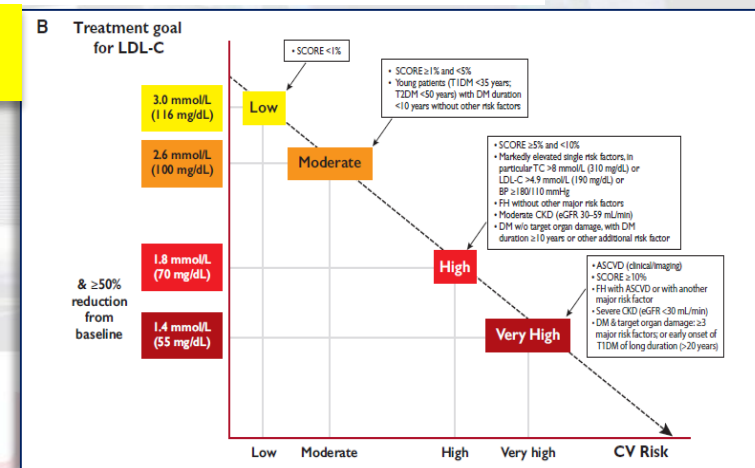 B
Treatment goal
for LDL-C
• SCORE <1%
• SCORE ≥1% and <5%
• Young patients (T1DM <35 years;
T2DM <50 years) with DM duration
<10 years without other risk factors
3.0 mmol/L
(116 mg/dL)
Low
2.6 mmol/L
(100 mg/dL)
Moderate
• SCORE ≥5% and <10%
• Markedly elevated single risk factors, in
particular TC >8 mmol/L (310 mg/dL) or
LDL-C >4.9 mmol/L (190 mg/dL) or
BP ≥180/110 mmHg
• FH without other major risk factors
• Moderate CKD (eGFR 30–59 mL/min)
• DM w/o target organ damage, with DM
duration ≥10 years or other additional risk factor
1.8 mmol/L
(70 mg/dL)
High
& ≥50%
reduction
from
baseline
• ASCVD (clinical/imaging)
• SCORE ≥10%
• FH with ASCVD or with another
major risk factor
• Severe CKD (eGFR <30 mL/min)
• DM & target organ damage: ≥3
major risk factors; or early onset of
T1DM of long duration (>20 years)
1.4 mmol/L
(55 mg/dL)
Very High
Low
Moderate
High
Very high
CV Risk